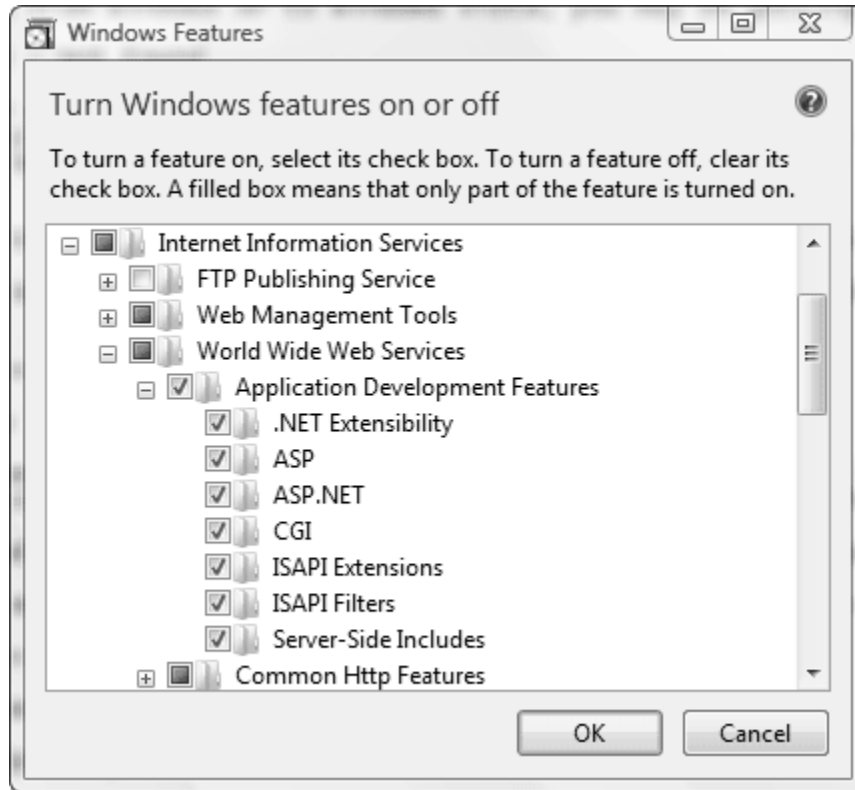 Windows Features
Turn Windows features on or off
To turn a feature on, select its check box. To turn a feature off, clear its
check box. A filled box means that only part of the feature is turned on.
Internet Information Services
FTP Publishing Service
Web Management Tools
World Wide Web Services
Application Development Features
.NET Extensibility
ASP
ASP.NET
CGI
ISAPI Extensions
ISAPI Filters
Server-Side Includes
Common Http Features
OK Cancel